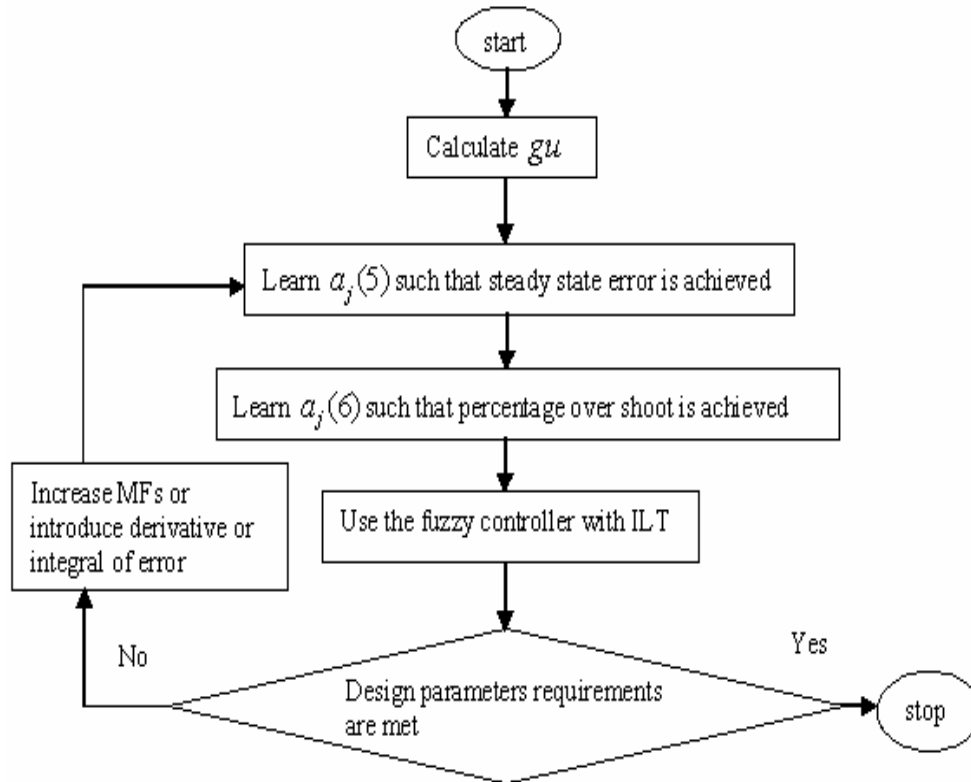 start
Calculate gu
Learn a_j(5) such that steady state error is achieved
Learn a_j(6) such that percentage over shoot is achieved
Increase MFs or
introduce derivative or
integral of error
Use the fuzzy controller with ILT
No
Yes
Design parameters requirements
are met
stop